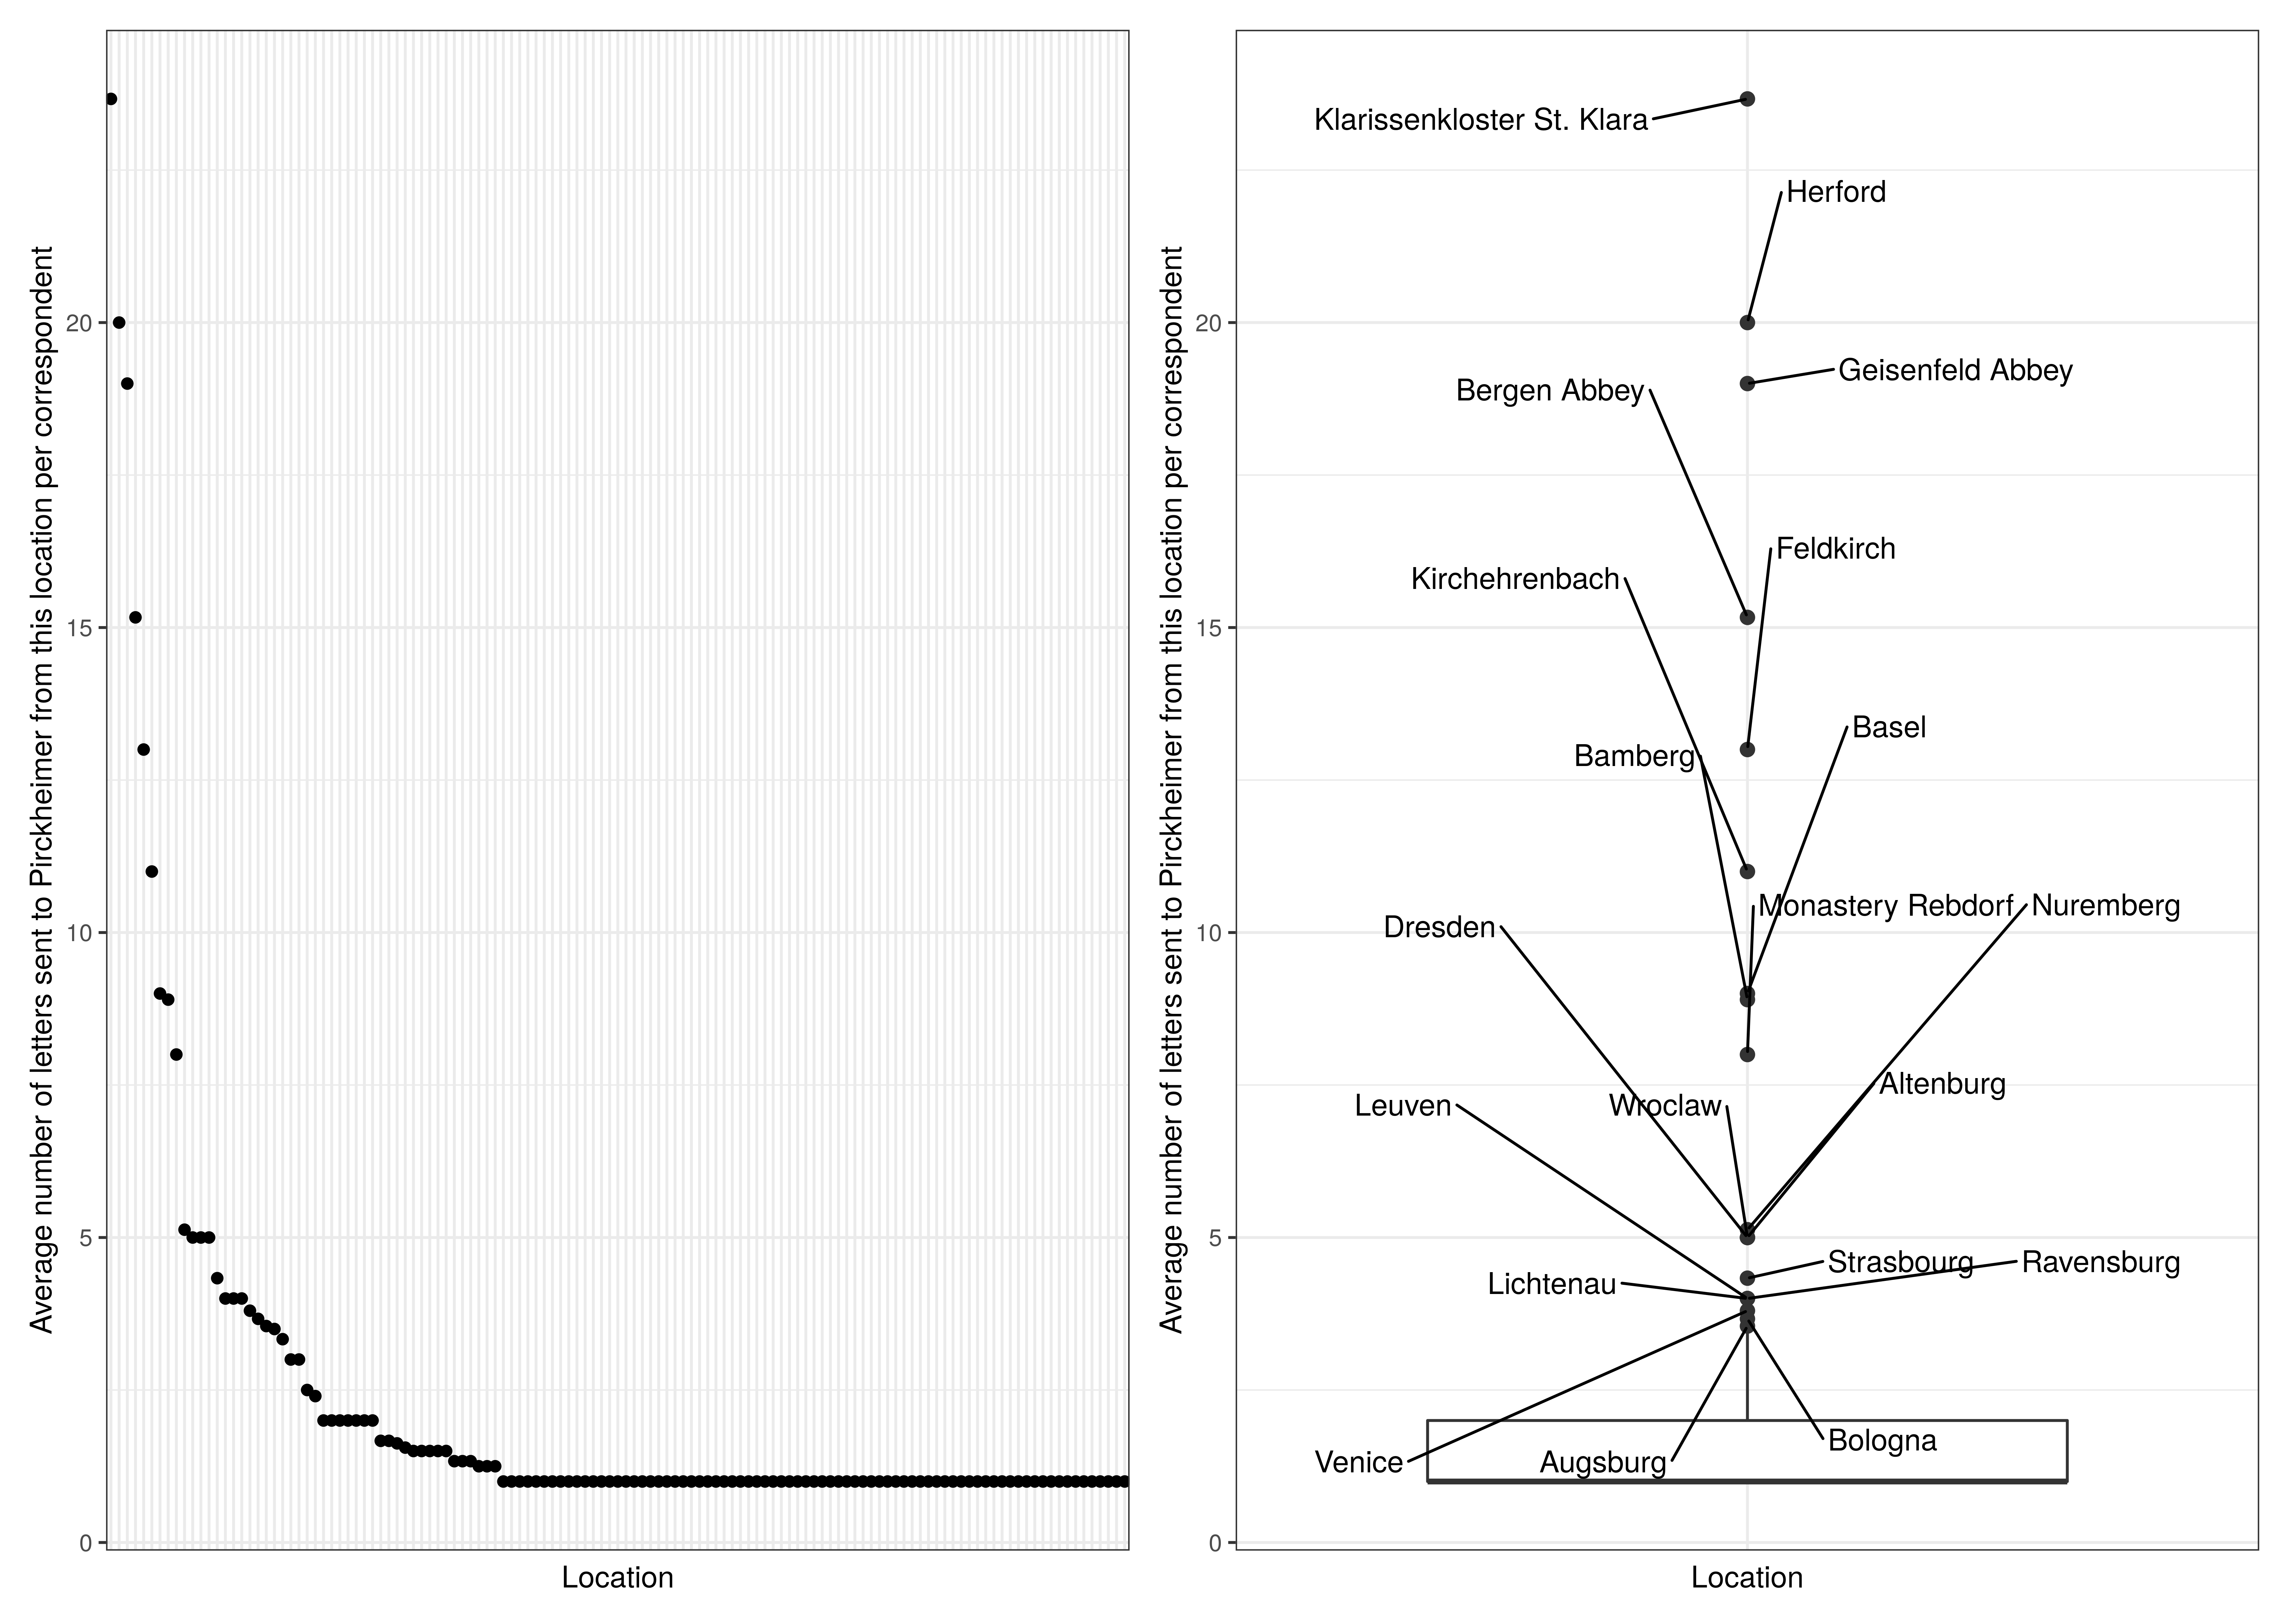 Average number of letters sent to Pirckheimer from this location per correspondent
20
15
10
5
0
Location
Average number of letters sent to Pirckheimer from this location per correspondent
20
15
10
5
0
Klarissenkloster St. Klara
Herford
Geisenfeld Abbey
Bergen Abbey
Feldkirch
Kirchehrenbach
Basel
Bamberg
Monastery Rebdorf
Nuremberg
Dresden
Altenburg
Leuven
Wroclaw
Strasbourg
Ravensburg
Lichtenau
Bologna
Venice
Augsburg
Location